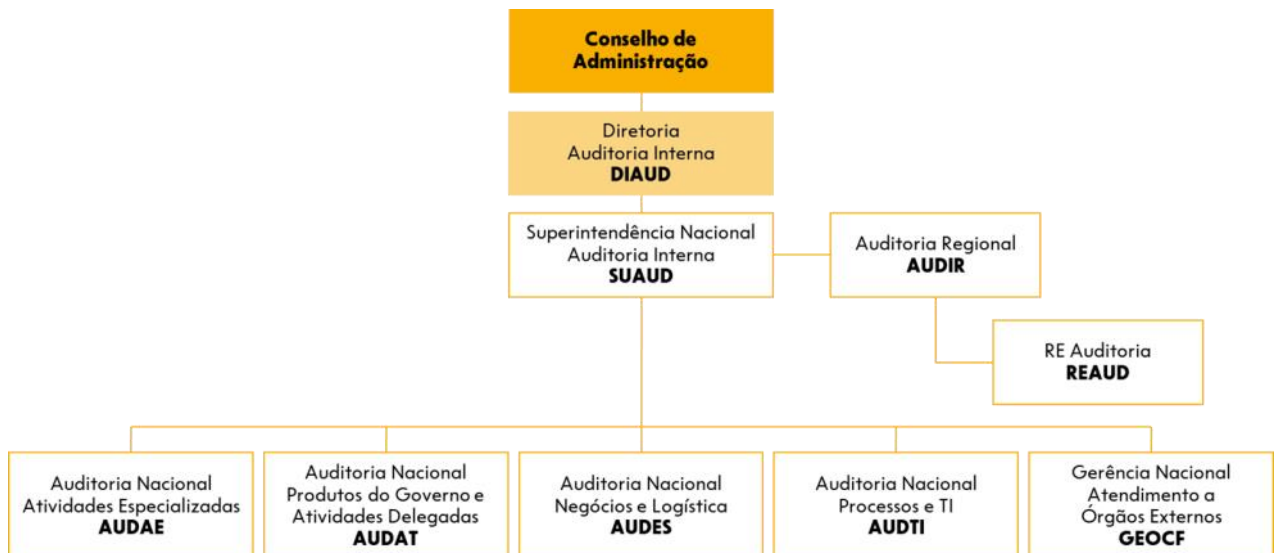 Conselho de
Administração
Diretoria
Auditoria Interna
DIAUD
Superintendência Nacional
Auditoria Interna
SUAUD
Auditoria Regional
AUDIR
RE Auditoria
REAUD
Auditoria Nacional
Atividades Especializadas
AUDAE
Auditoria Nacional
Produtos do Governo e
Atividades Delegadas
AUDAT
Auditoria Nacional
Negócios e Logística
AUDES
Auditoria Nacional
Processos e TI
AUDTI
Gerência Nacional
Atendimento a
Órgãos Externos
GEOCF